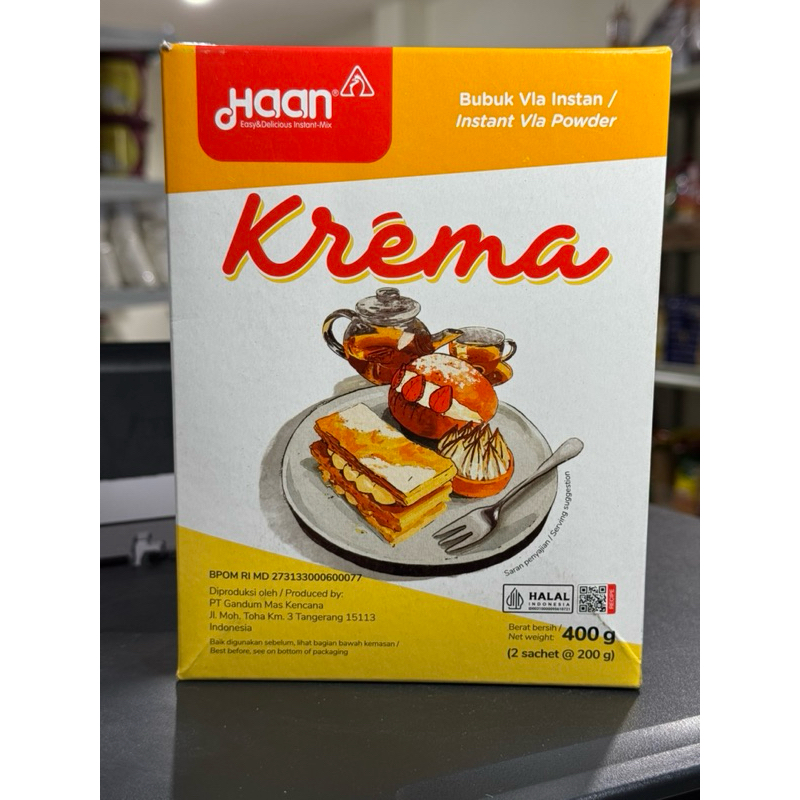 Haan®
Easy&Delicious Instant-Mix
Bubuk Vla Instan /
Instant Vla Powder
Kréma
Saran penyajian / Serving suggestion
BPOM RI MD 273133000600077
Diproduksi oleh / Produced by:
PT Gandum Mas Kencana
Jl. Moh. Toha Km. 3 Tangerang 15113
Indonesia
Baik digunakan sebelum, lihat bagian bawah kemasan /
Best before, see on bottom of packaging
HALAL
INDONESIA
RECIPE
Berat bersih /
Net weight: 400 g
(2 sachet @ 200 g)